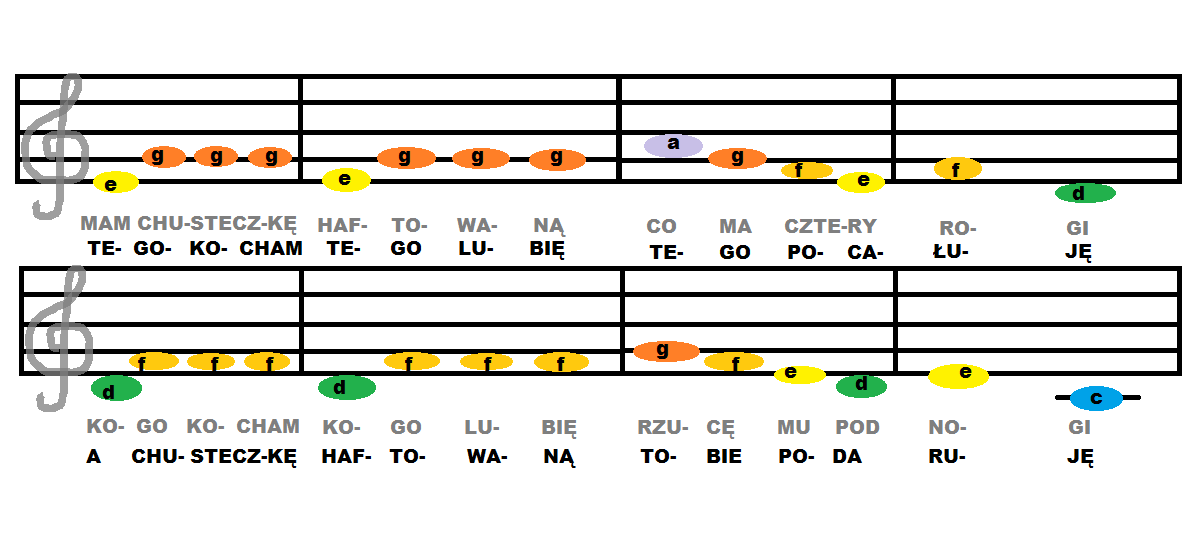 e g g g e g g g a g f e f d
MAM CHU-STECZ-KĘ HAF- TO- WA- NĄ CO MA CZTE-RY RO- GI
TE- GO- KO- CHAM TE- GO LU- BIĘ TE- GO PO- CA- ŁU- JĘ
d f f f d f f f g f e d e c
KO- GO KO- CHAM KO- GO LU- BIĘ RZU- CĘ MU POD NO- GI
A CHU- STECZ-KĘ HAF- TO- WA- NĄ TO- BIE PO- DA RU- JĘ